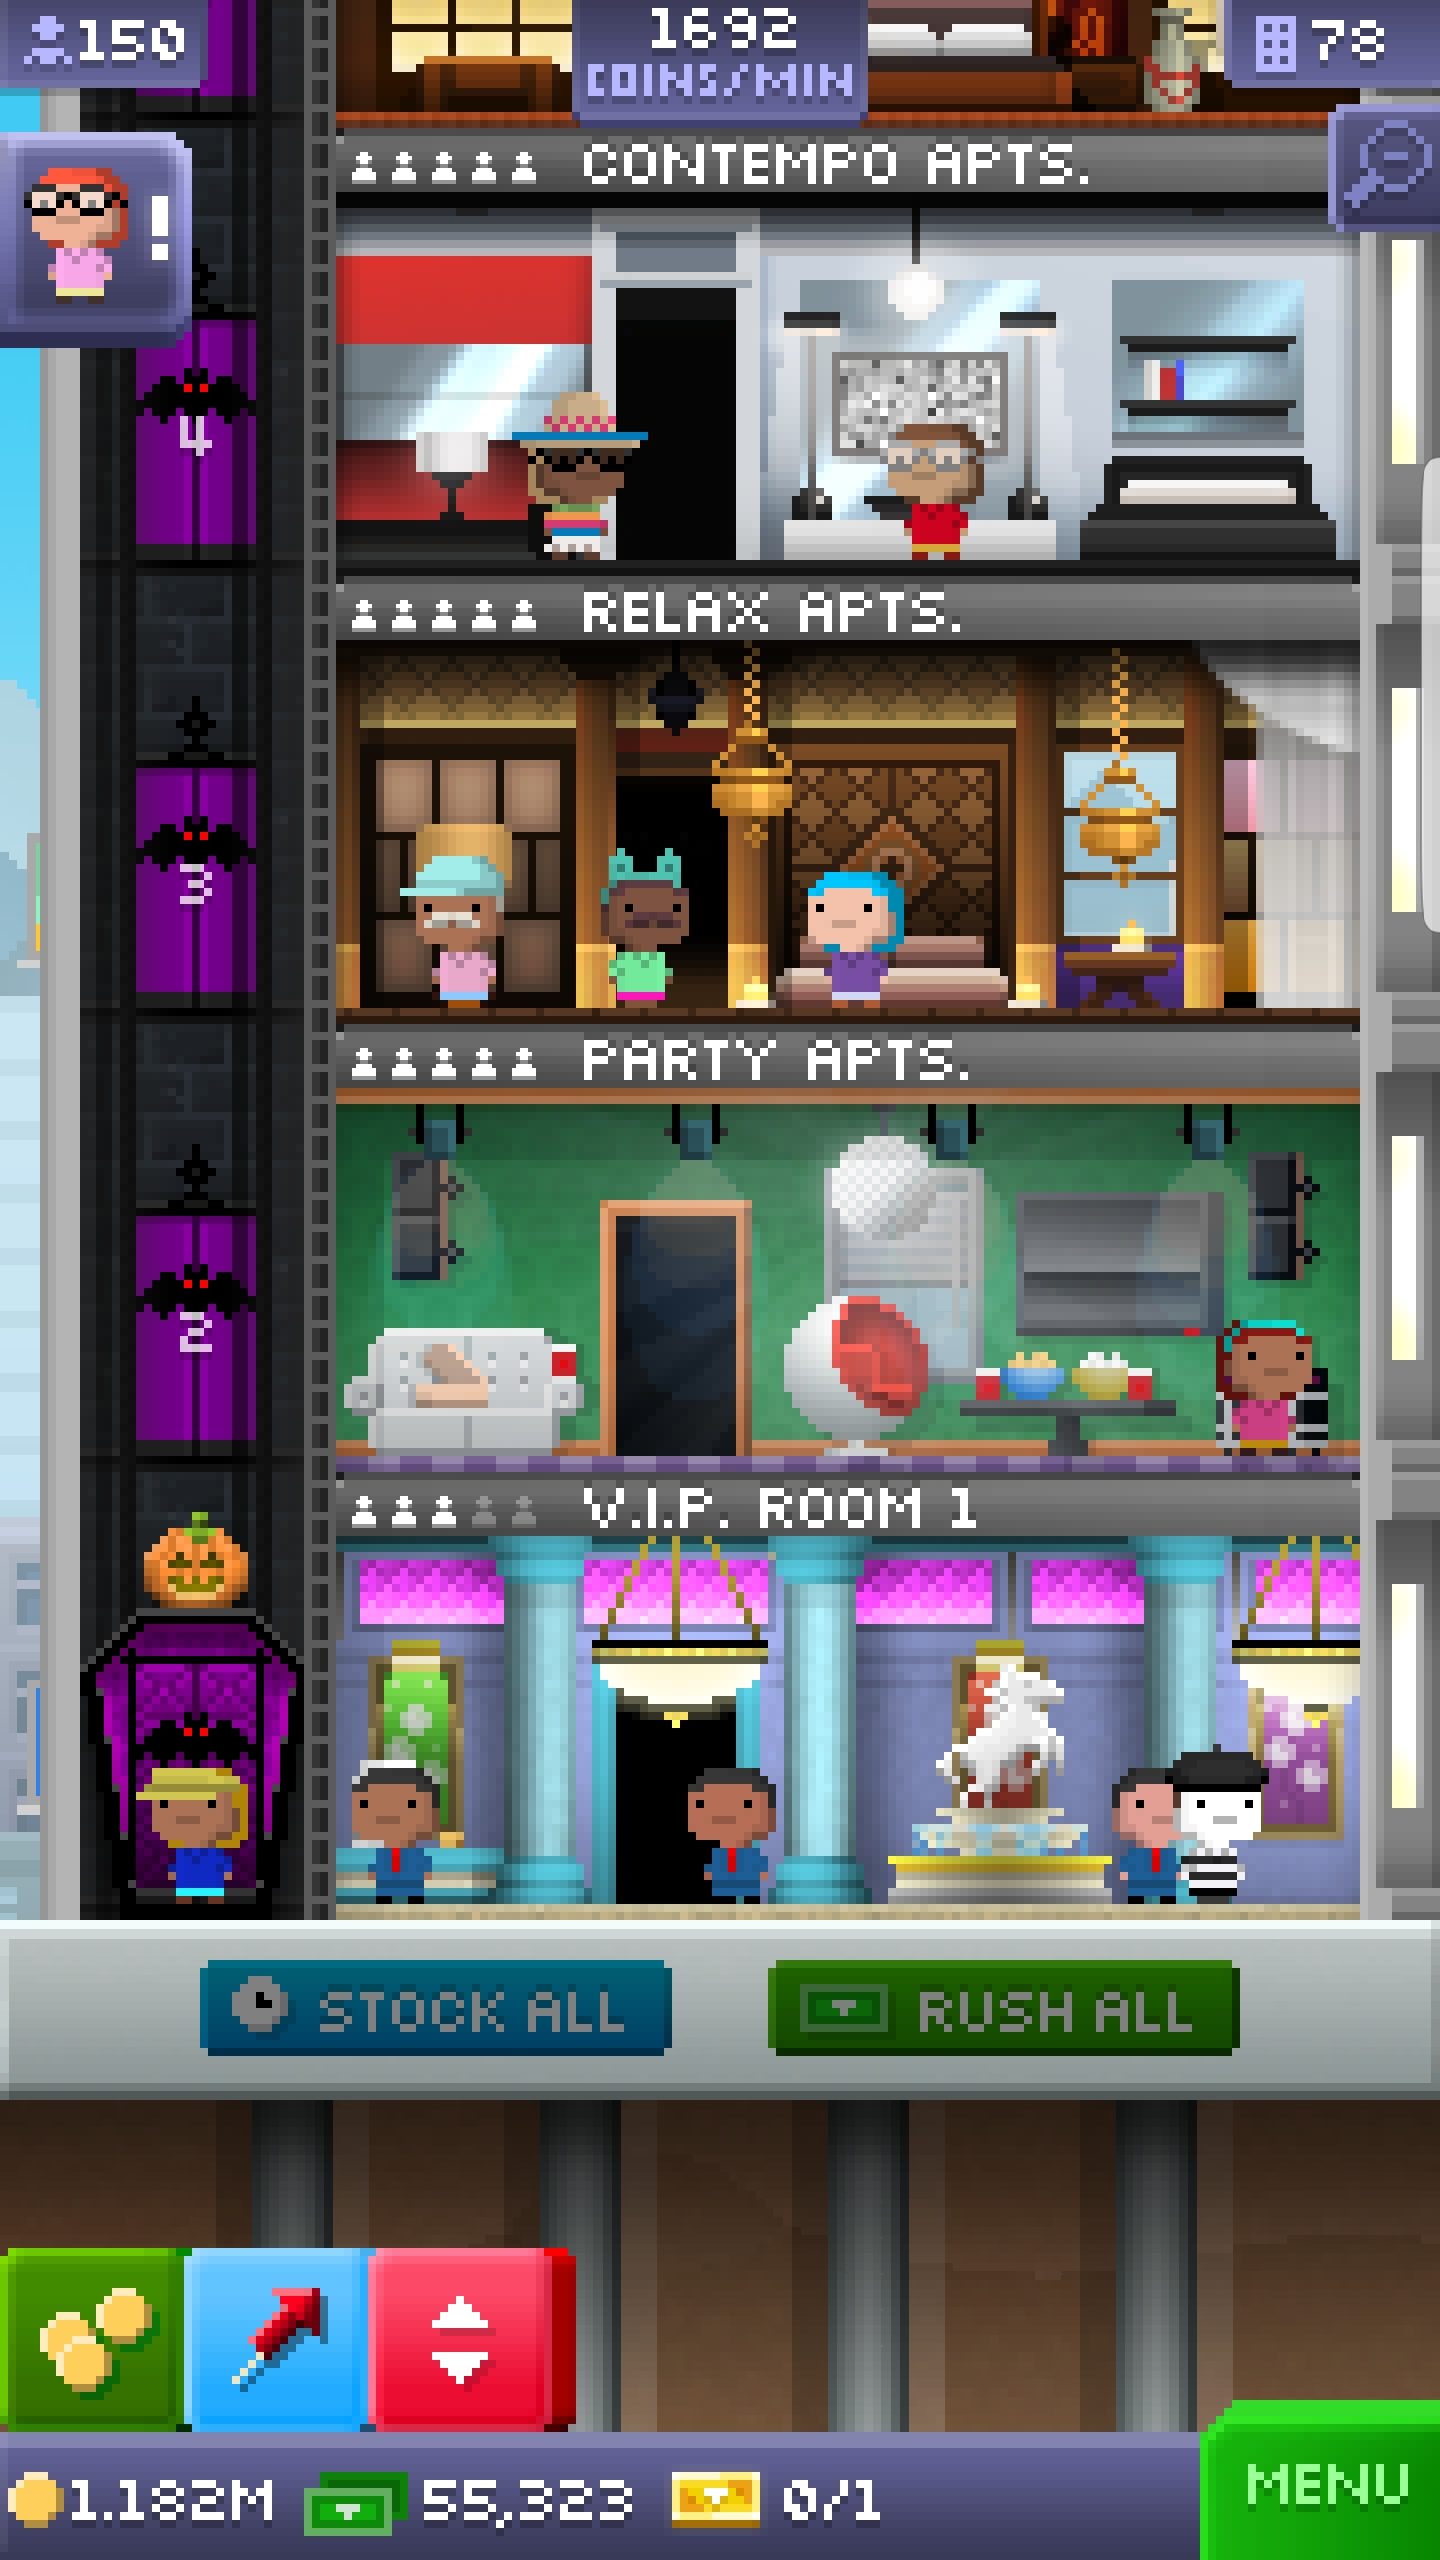 150
1692
COINS/MIN
78
!
CONTEMPO APTS.
4
RELAX APTS.
3
PARTY APTS.
2
V.I.P. ROOM 1
STOCK ALL
RUSH ALL
1.182M
55,323
0/1
MENU